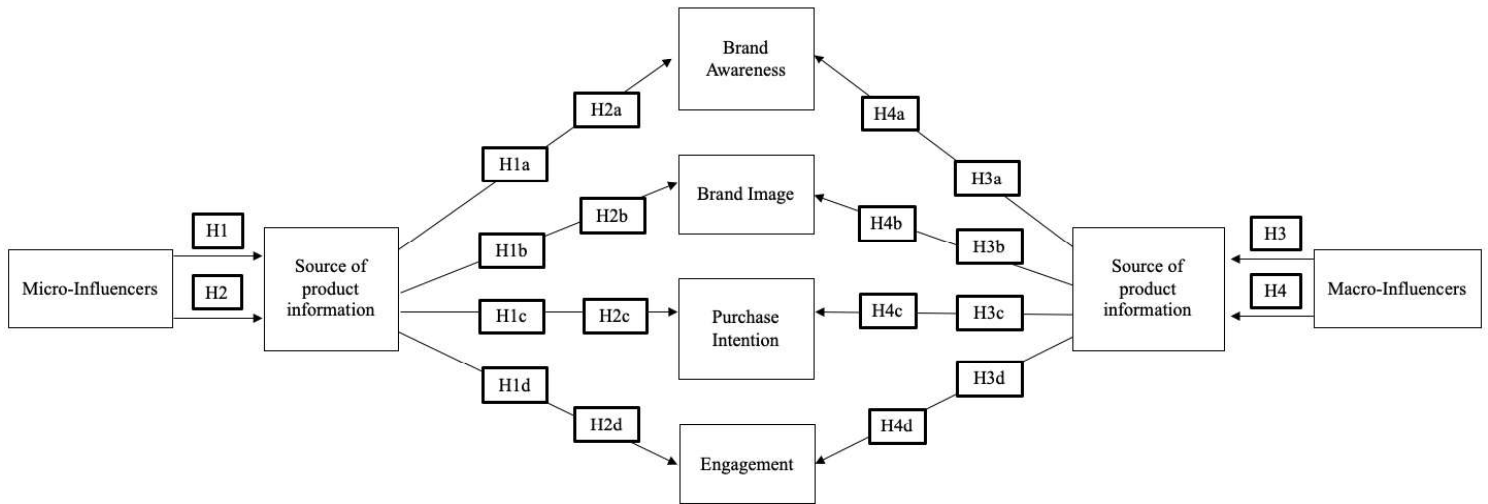 Brand
Awareness
H2a
H4a
H1a
H3a
Brand Image
H2b
H4b
H1
H1b
H3b
H3
Micro-Influencers
H2
Source of
product
information
Source of
product
information
H4
Macro-Influencers
H1c
H2c
Purchase
Intention
H4c
H3c
H1d
H3d
H2d
H4d
Engagement